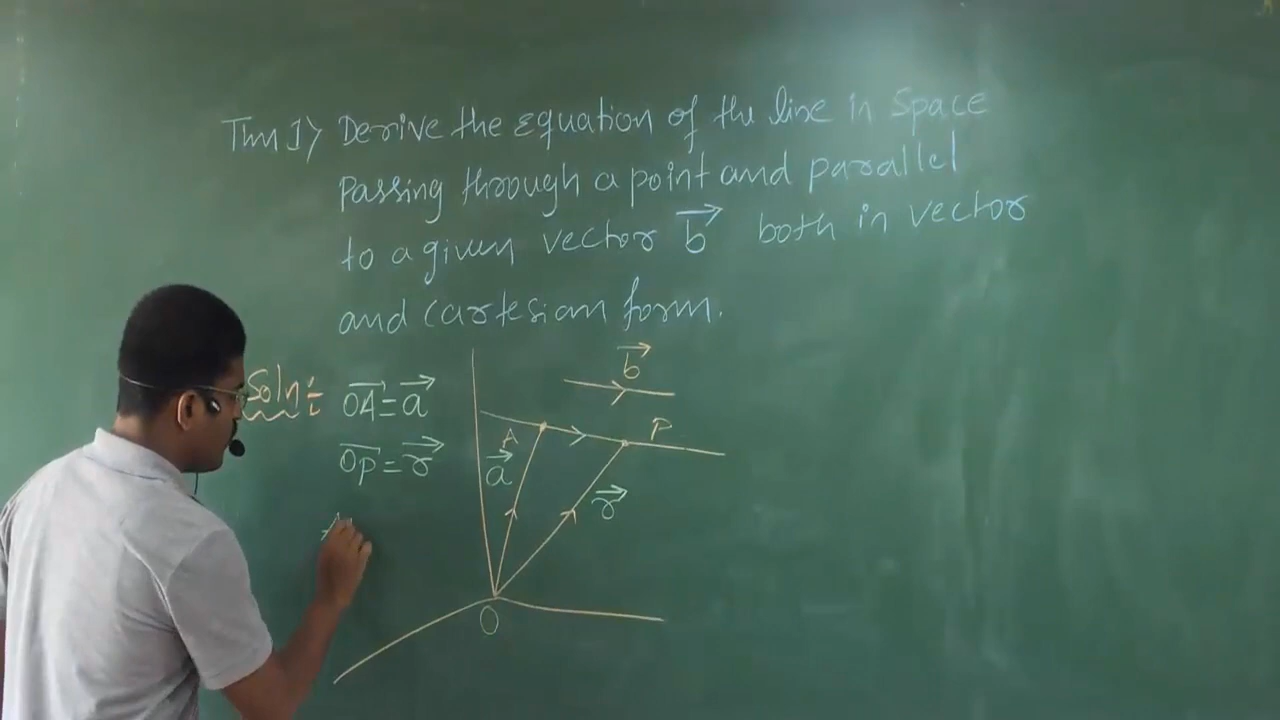 Thm 1) Derive the Equation of the line in Space
Passing through a point and parallel
to a given vector b⃗ both in vector
and cartesian form.
Soln:
OA⃗ = a⃗
OP⃗ = r⃗
b⃗
A
P
a⃗
r⃗
O